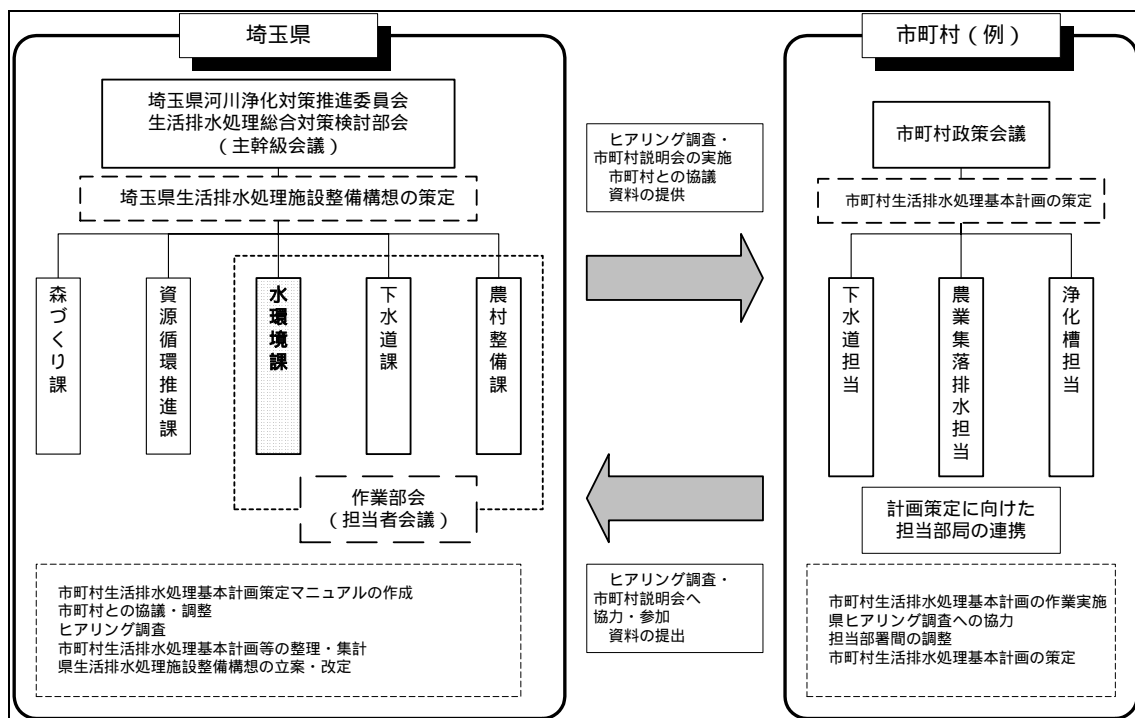 埼玉県
埼玉県河川浄化対策推進委員会
生活排水処理総合対策検討部会
（主幹級会議）
埼玉県生活排水処理施設整備構想の策定
森づくり課
資源循環推進課
水環境課
下水道課
農村整備課
作業部会
（担当者会議）
市町村生活排水処理基本計画策定マニュアルの作成
市町村との協議・調整
ヒアリング調査
市町村生活排水処理基本計画等の整理・集計
県生活排水処理施設整備構想の立案・改定
ヒアリング調査・
市町村説明会の実施
市町村との協議
資料の提供
ヒアリング調査・
市町村説明会へ
協力・参加
資料の提出
市町村（例）
市町村政策会議
市町村生活排水処理基本計画の策定
下水道担当
農業集落排水担当
浄化槽担当
計画策定に向けた
担当部局の連携
市町村生活排水処理基本計画の作業実施
県ヒアリング調査への協力
担当部署間の調整
市町村生活排水処理基本計画の策定